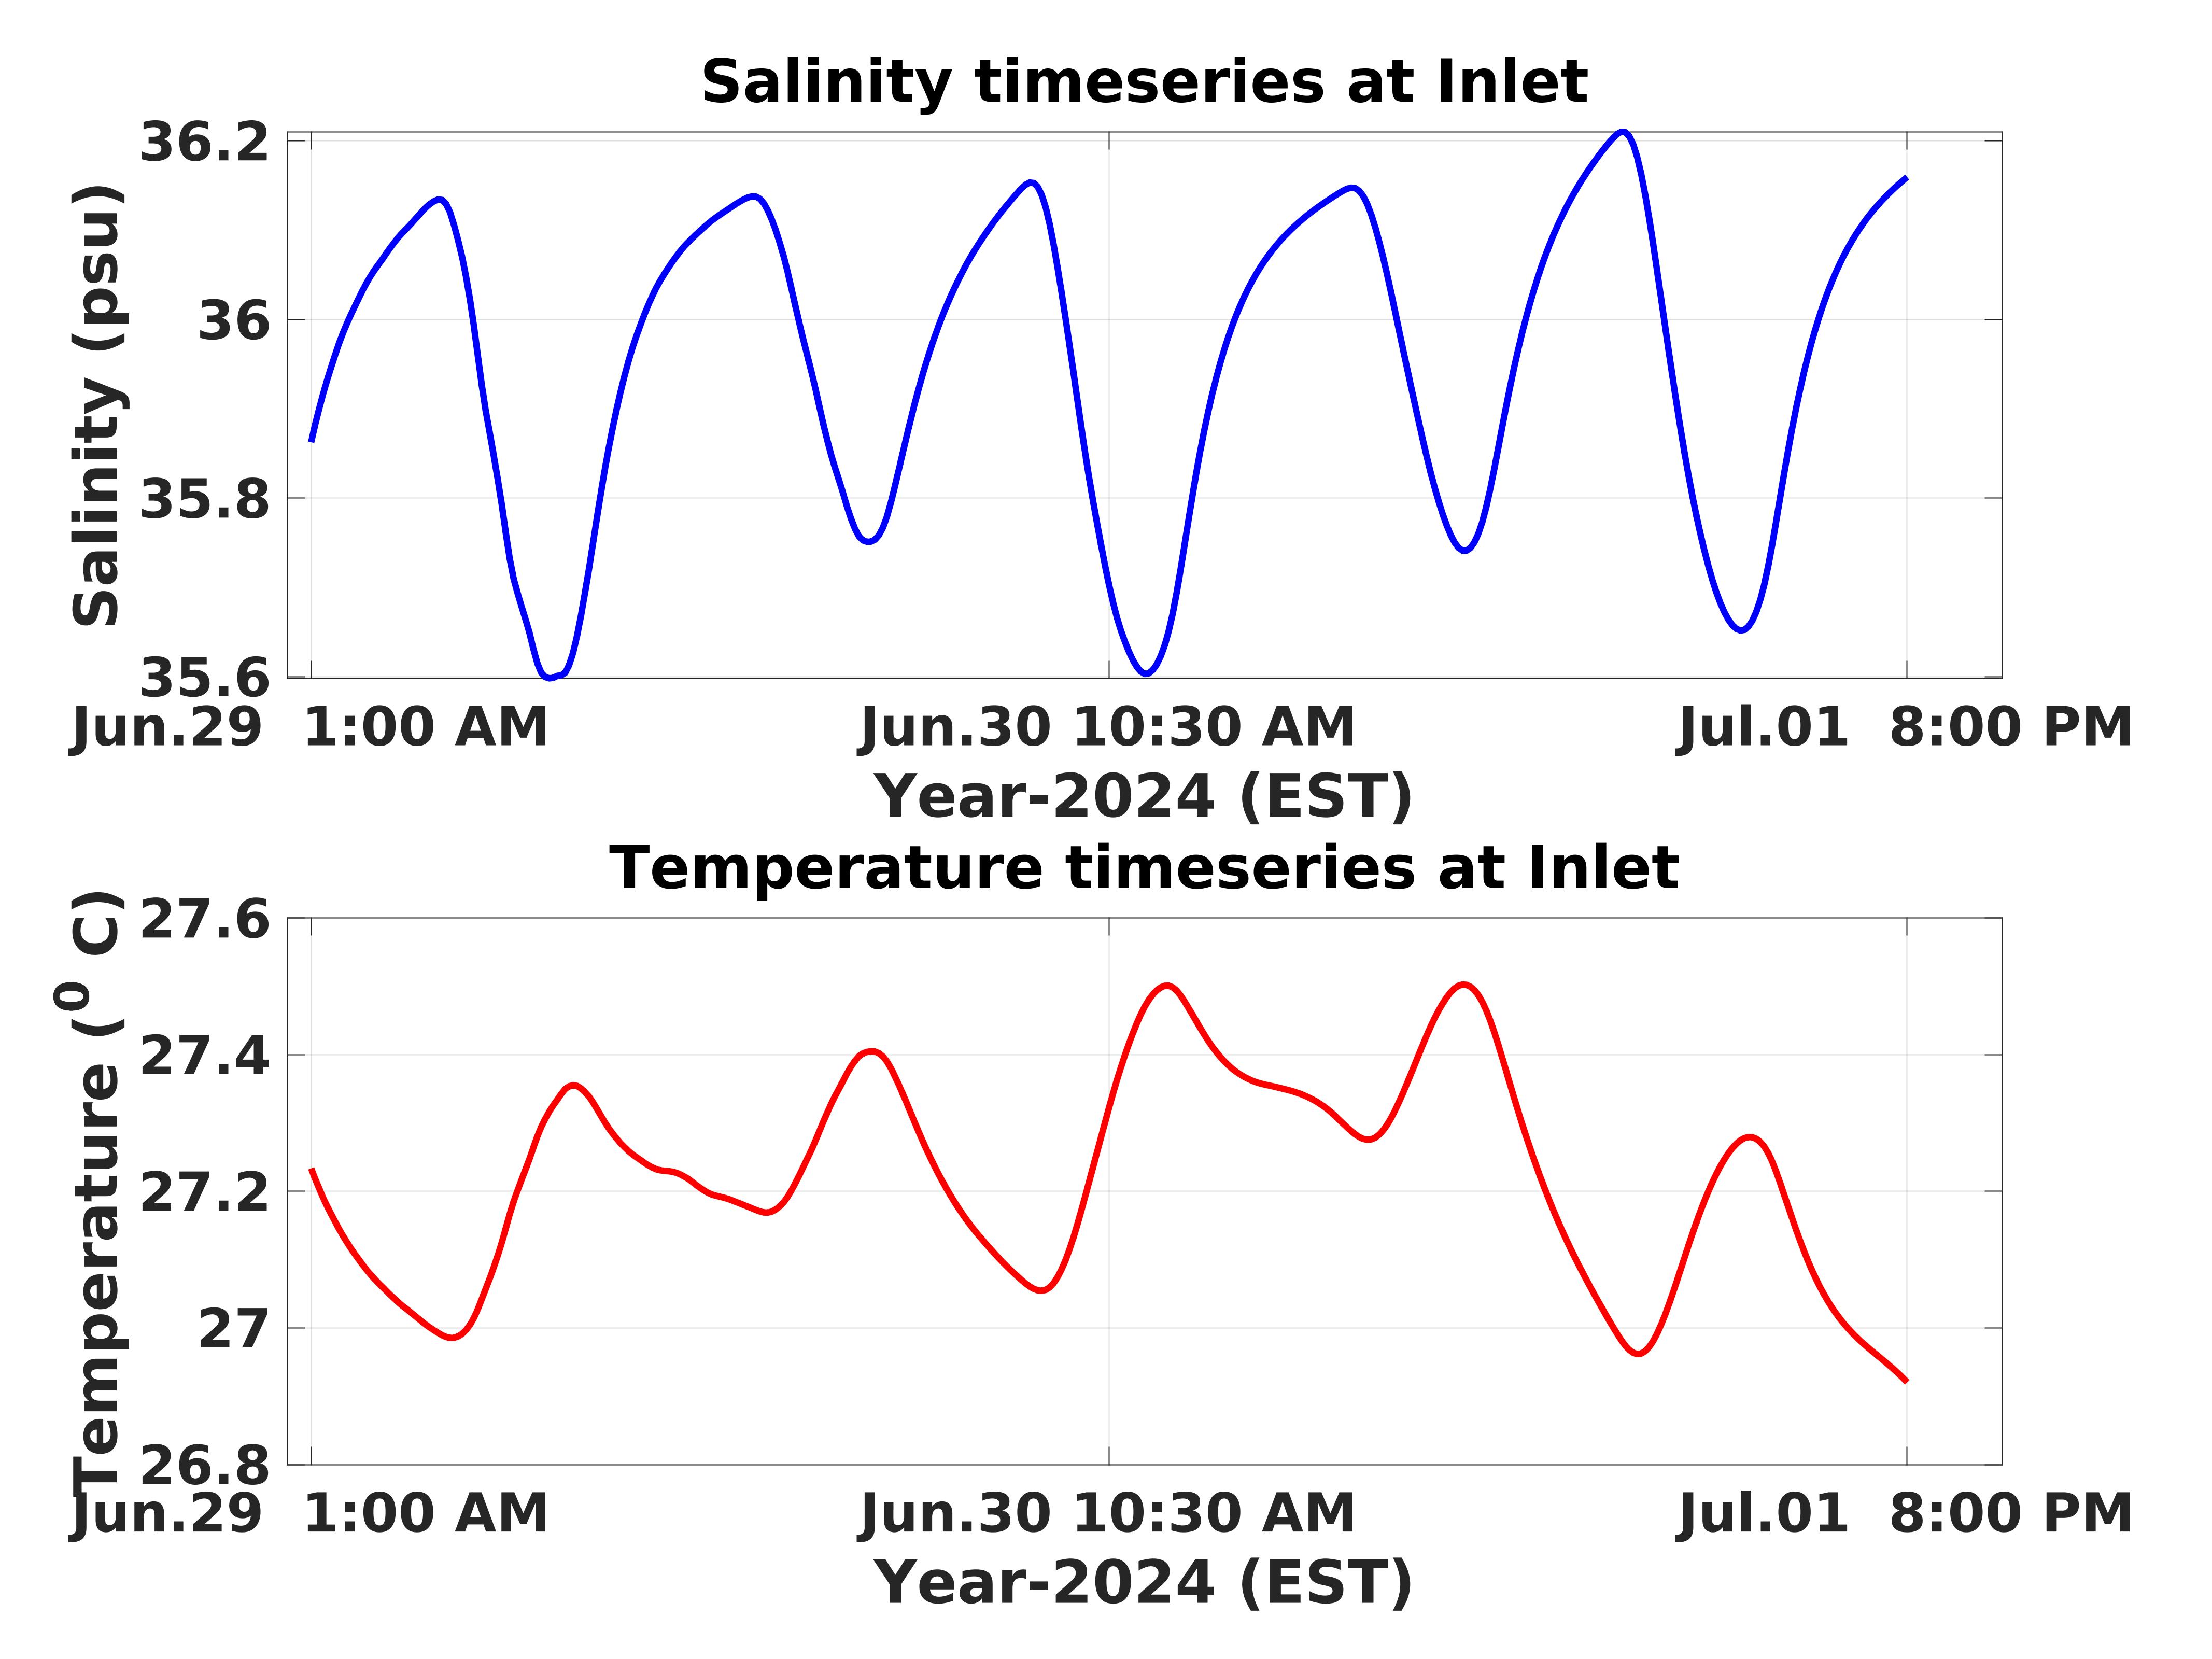 Salinity timeseries at Inlet
Salinity (psu)
36.2
36
35.8
35.6
Jun.29  1:00 AM
Jun.30 10:30 AM
Jul.01  8:00 PM
Year-2024 (EST)
Temperature timeseries at Inlet
Temperature (⁰ C)
27.6
27.4
27.2
27
26.8
Jun.29  1:00 AM
Jun.30 10:30 AM
Jul.01  8:00 PM
Year-2024 (EST)